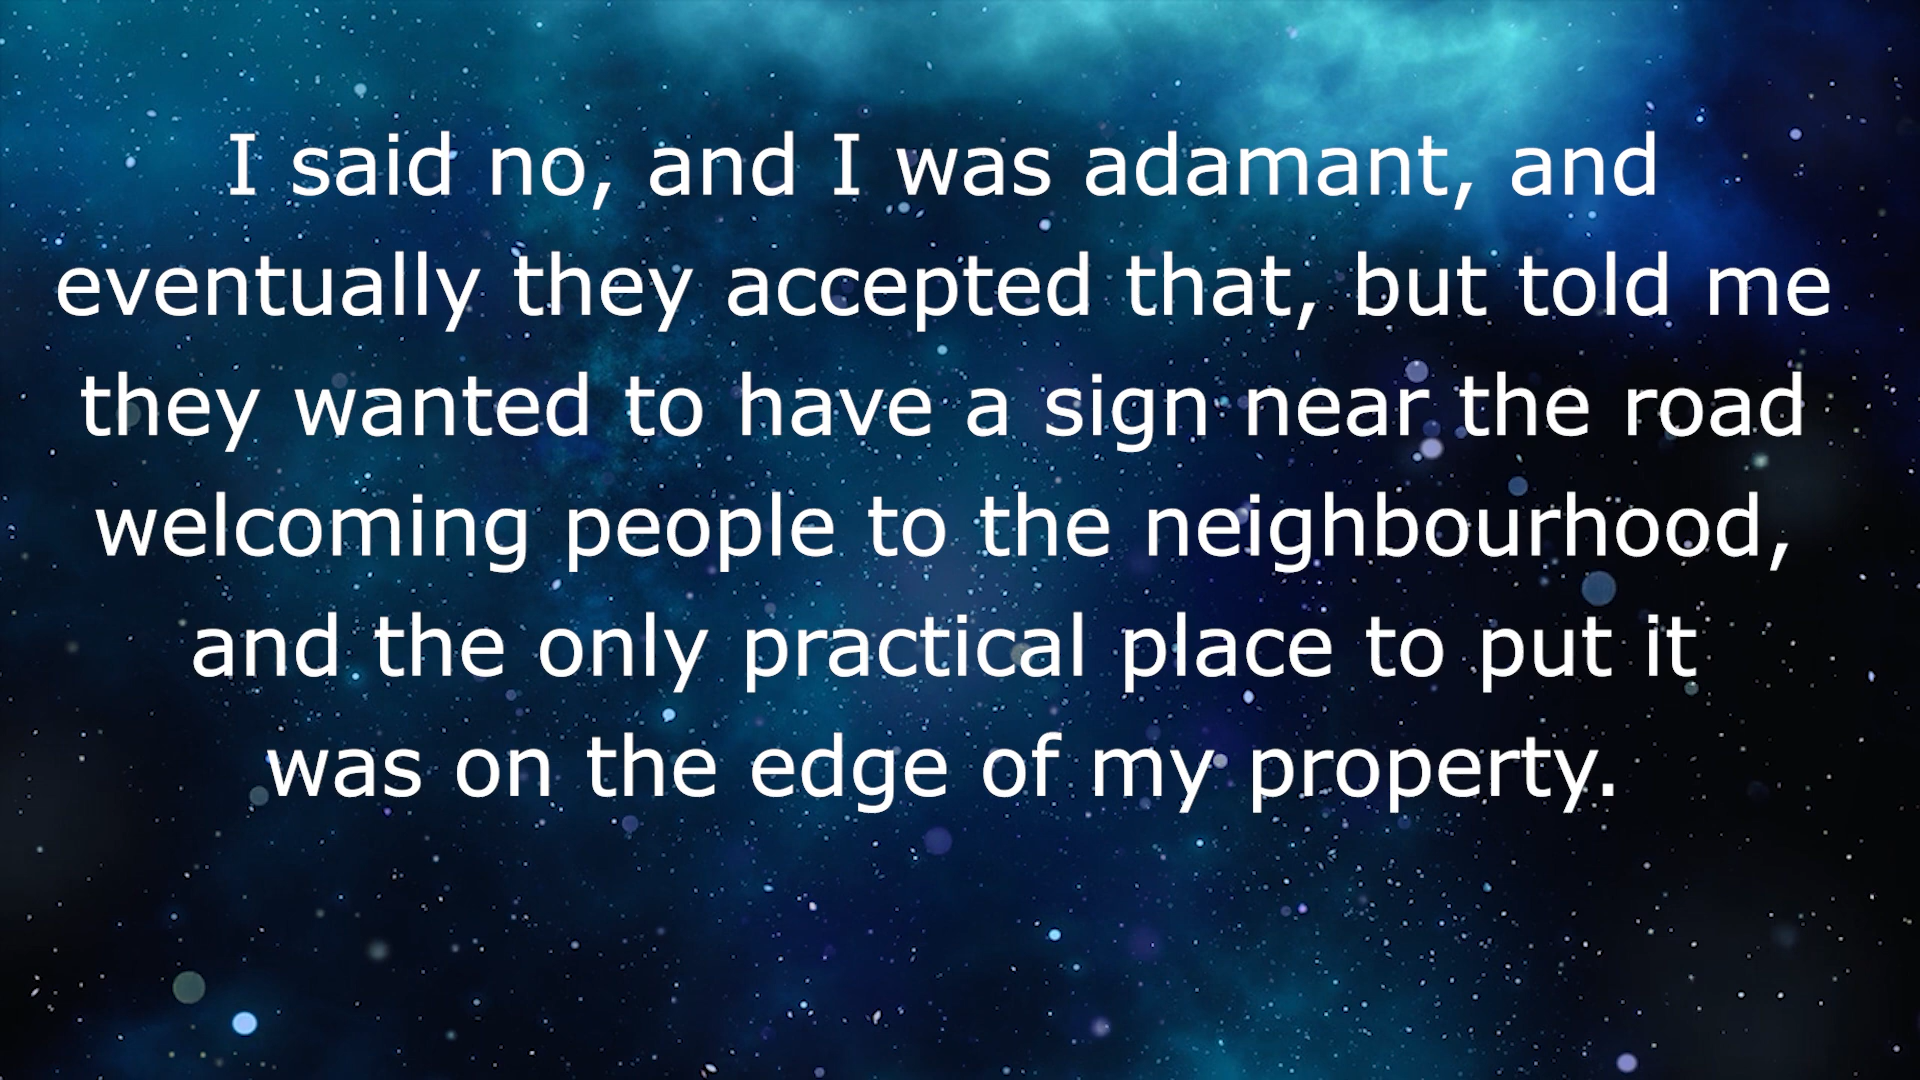 I said no, and I was adamant, and
eventually they accepted that, but told me
they wanted to have a sign near the road
welcoming people to the neighbourhood,
and the only practical place to put it
was on the edge of my property.